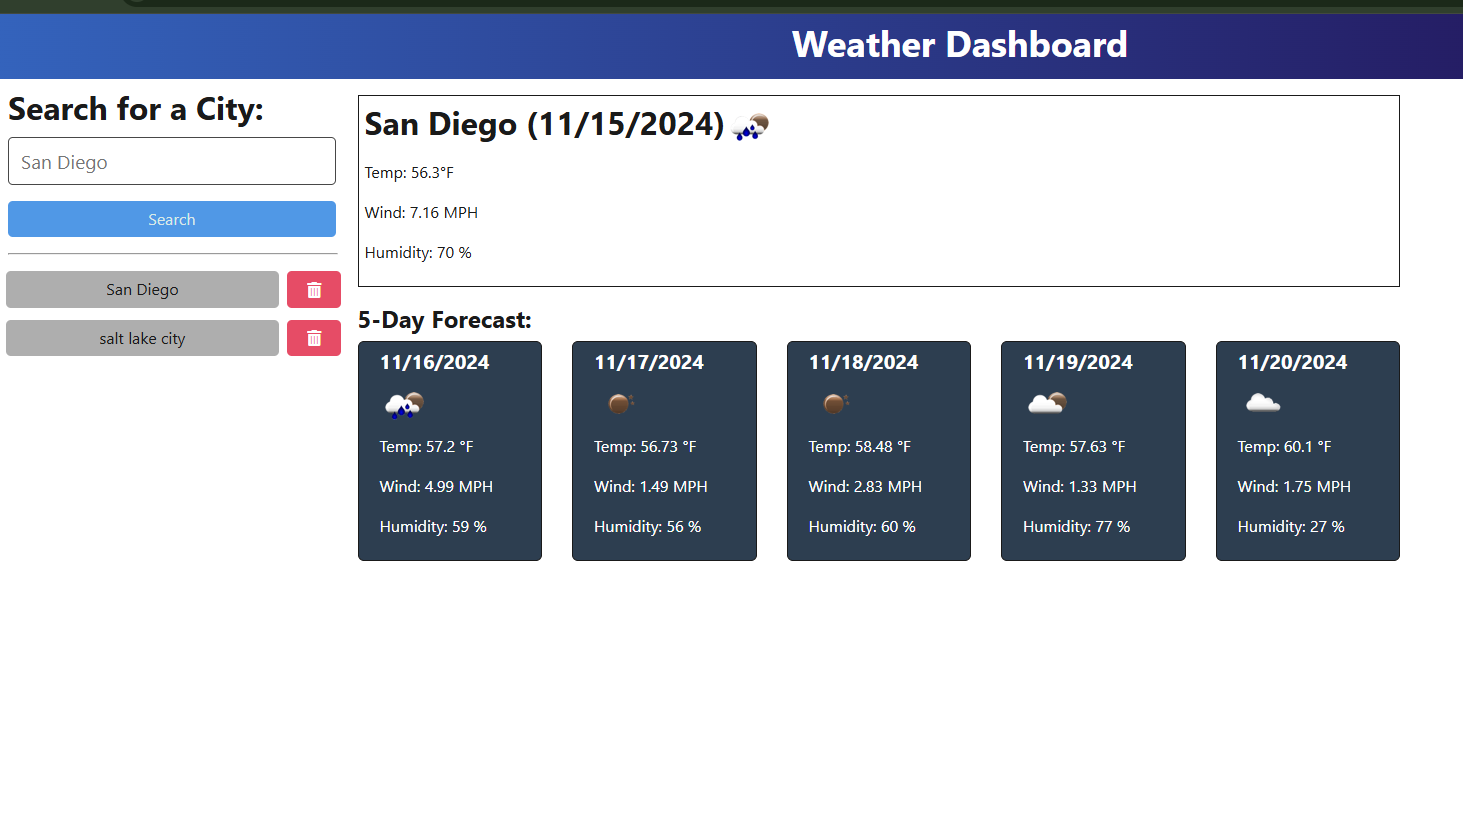 Weather Dashboard
Search for a City:
San Diego
Search
San Diego
salt lake city
San Diego (11/15/2024)
Temp: 56.3°F
Wind: 7.16 MPH
Humidity: 70 %
5-Day Forecast:
11/16/2024
Temp: 57.2 °F
Wind: 4.99 MPH
Humidity: 59 %
11/17/2024
Temp: 56.73 °F
Wind: 1.49 MPH
Humidity: 56 %
11/18/2024
Temp: 58.48 °F
Wind: 2.83 MPH
Humidity: 60 %
11/19/2024
Temp: 57.63 °F
Wind: 1.33 MPH
Humidity: 77 %
11/20/2024
Temp: 60.1 °F
Wind: 1.75 MPH
Humidity: 27 %